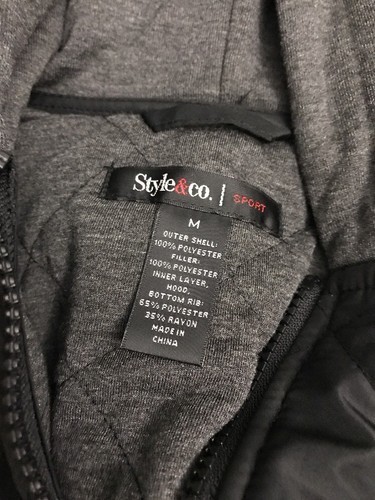 Style&co. | SPORT
M
OUTER SHELL:
100% POLYESTER
FILLER:
100% POLYESTER
INNER LAYER,
HOOD,
BOTTOM RIB:
65% POLYESTER
35% RAYON
MADE IN
CHINA